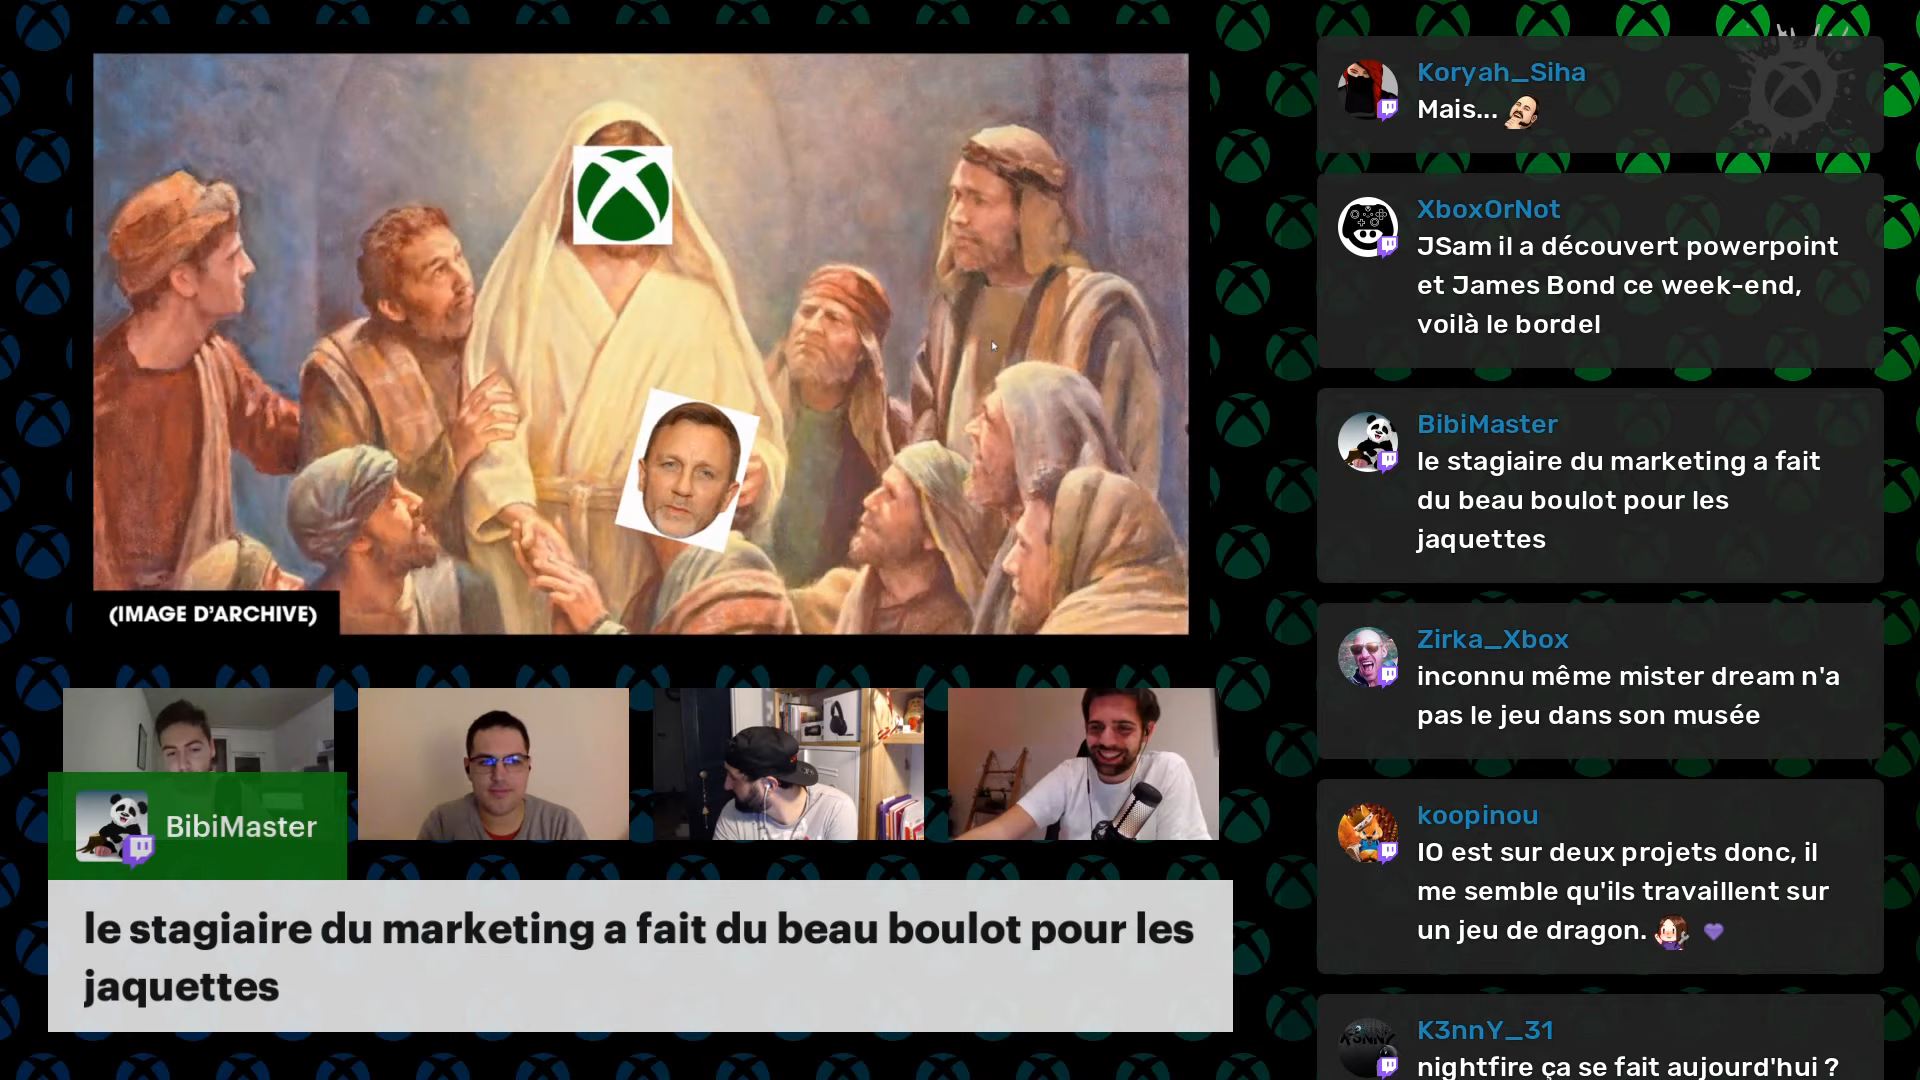 (IMAGE D'ARCHIVE)
BibiMaster
le stagiaire du marketing a fait du beau boulot pour les
jaquettes
Koryah_Siha
Mais...
XboxOrNot
JSam il a découvert powerpoint
et James Bond ce week-end,
voilà le bordel
BibiMaster
le stagiaire du marketing a fait
du beau boulot pour les
jaquettes
Zirka_Xbox
inconnu même mister dream n'a
pas le jeu dans son musée
koopinou
IO est sur deux projets donc, il
me semble qu'ils travaillent sur
un jeu de dragon.
K3nnY_31
nightfire ça se fait aujourd'hui ?